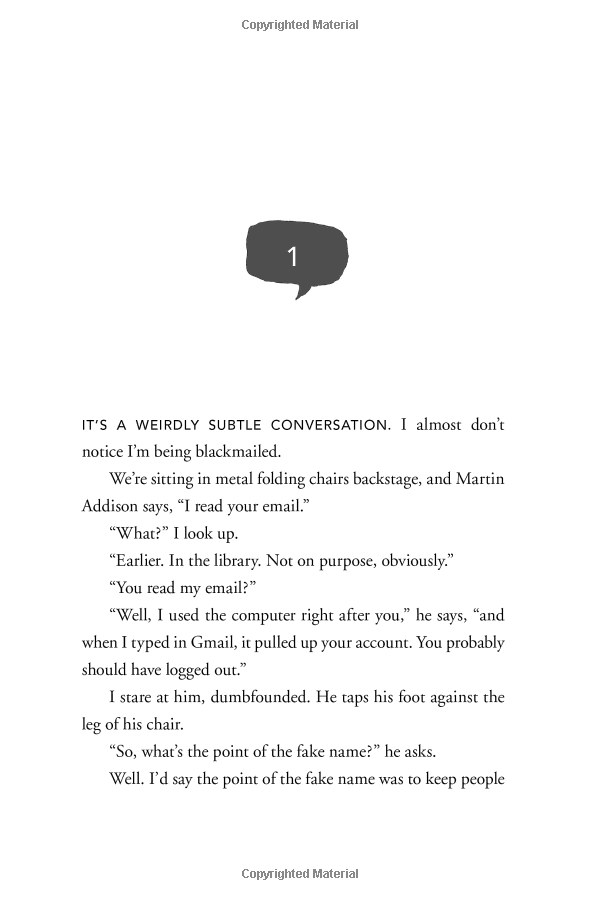 Copyrighted Material
1
IT'S A WEIRDLY SUBTLE CONVERSATION. I almost don't
notice I'm being blackmailed.
We're sitting in metal folding chairs backstage, and Martin
Addison says, “I read your email.”
“What?” I look up.
“Earlier. In the library. Not on purpose, obviously.”
“You read my email?”
“Well, I used the computer right after you,” he says, “and
when I typed in Gmail, it pulled up your account. You probably
should have logged out.”
I stare at him, dumbfounded. He taps his foot against the
leg of his chair.
“So, what's the point of the fake name?” he asks.
Well. I'd say the point of the fake name was to keep people
Copyrighted Material